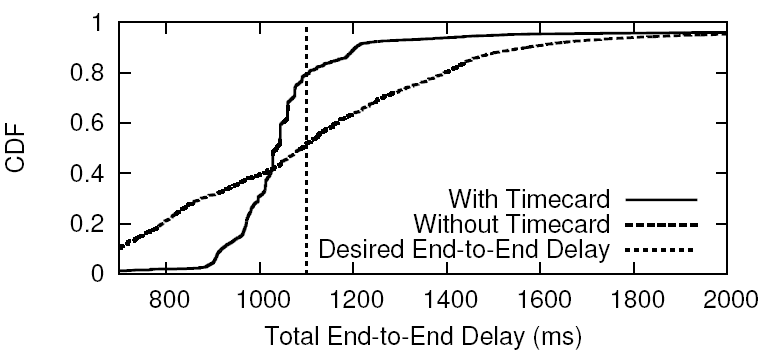 1
0.8
0.6
0.4
0.2
0
CDF
With Timecard
Without Timecard
Desired End-to-End Delay
800 1000 1200 1400 1600 1800 2000
Total End-to-End Delay (ms)